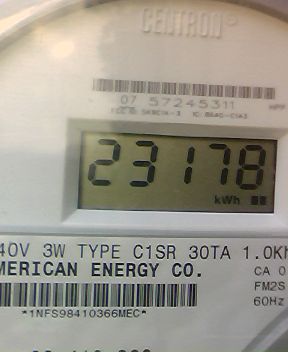 CENTRON®
07 57245311
23178
kWh
40V 3W TYPE C1SR 30TA 1.0Kh
MERICAN ENERGY CO.
CA 0
FM2S
60Hz
*1NFS98410366MEC*